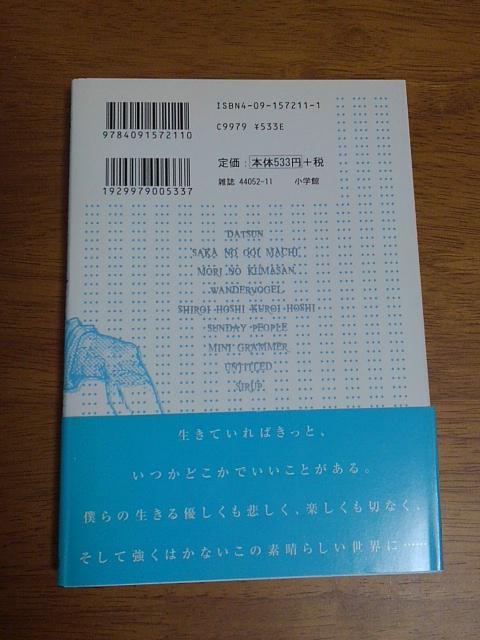 ISBN4-09-157211-1
C9979 ¥533E
9784091572110
定価：本体533円+税
雑誌 44052-11 小学館
1929979005337
DATSUN
SAKA NO OOI MACHI
MORI NO KUMASAN
WANDERVOGEL
SHIROI HOSHI KUROI HOSHI
SUNDAY PEOPLE
MINI GRAMMER
UNTITLED
SIRUP
生きていればきっと、
いつかどこかでいいことがある。
僕らの生きる優しくも悲しく、楽しくも切なく、
そして強くはかないこの素晴らしい世界に……